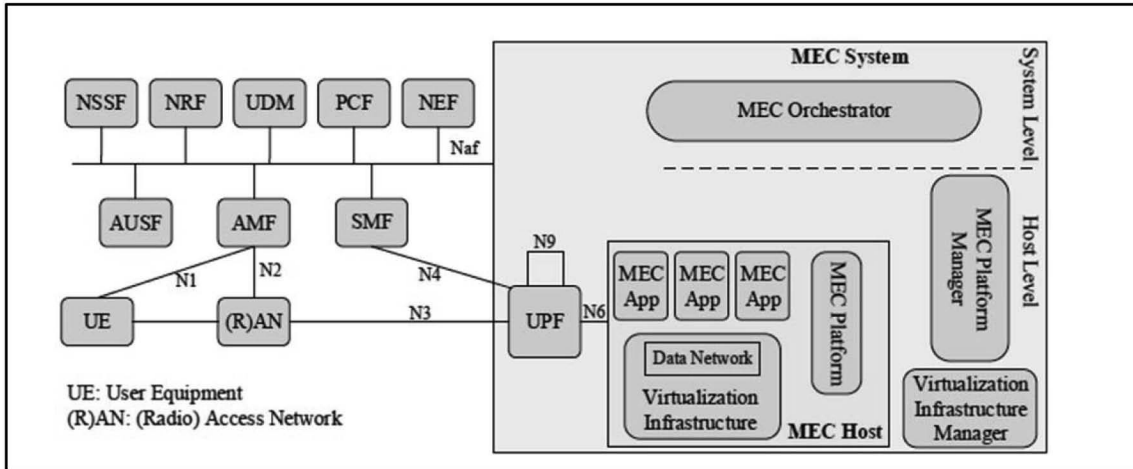 MEC System
System Level
NSSF
NRF
UDM
PCF
NEF
MEC Orchestrator
Naf
AUSF
AMF
SMF
MEC Platform
Manager
Host Level
N1
N2
N4
N9
UE
(R)AN
N3
UPF
N6
MEC
App
MEC
App
MEC
App
MEC Platform
Data Network
Virtualization
Infrastructure
MEC Host
Virtualization
Infrastructure
Manager
UE: User Equipment
(R)AN: (Radio) Access Network